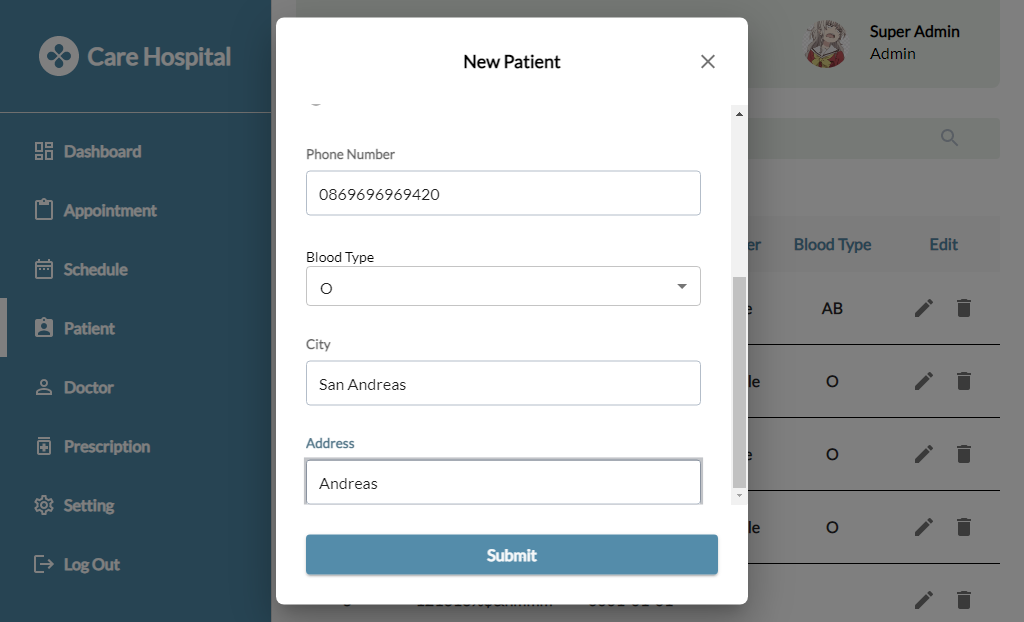 Care Hospital
Dashboard
Appointment
Schedule
Patient
Doctor
Prescription
Setting
Log Out
Super Admin
Admin
New Patient
Phone Number
0869696969420
Blood Type
O
City
San Andreas
Address
Andreas
Submit
er Blood Type Edit
e AB
le O
e O
le O